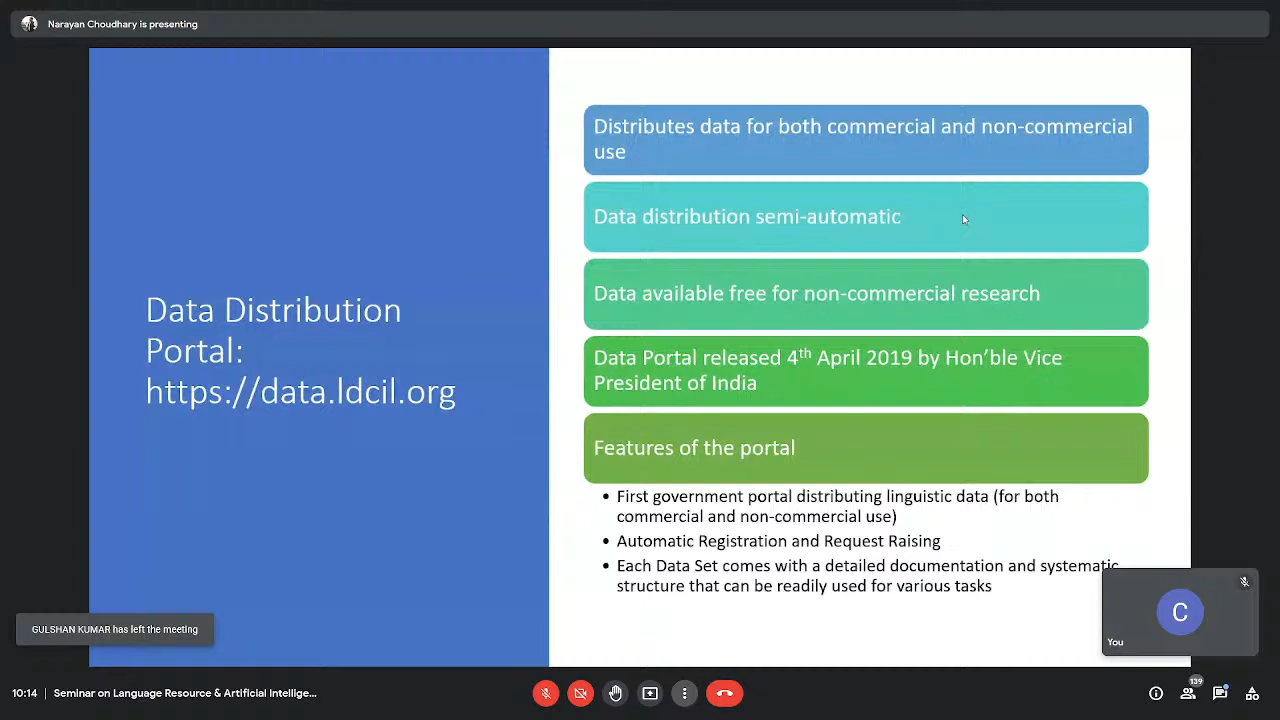 Narayan Choudhary is presenting
Data Distribution
Portal:
https://data.ldcil.org
Distributes data for both commercial and non-commercial
use
Data distribution semi-automatic
Data available free for non-commercial research
Data Portal released 4th April 2019 by Hon’ble Vice
President of India
Features of the portal
• First government portal distributing linguistic data (for both
commercial and non-commercial use)
• Automatic Registration and Request Raising
• Each Data Set comes with a detailed documentation and systematic
structure that can be readily used for various tasks
GULSHAN KUMAR has left the meeting
C
You
10:14 | Seminar on Language Resource & Artificial Intellige...
139